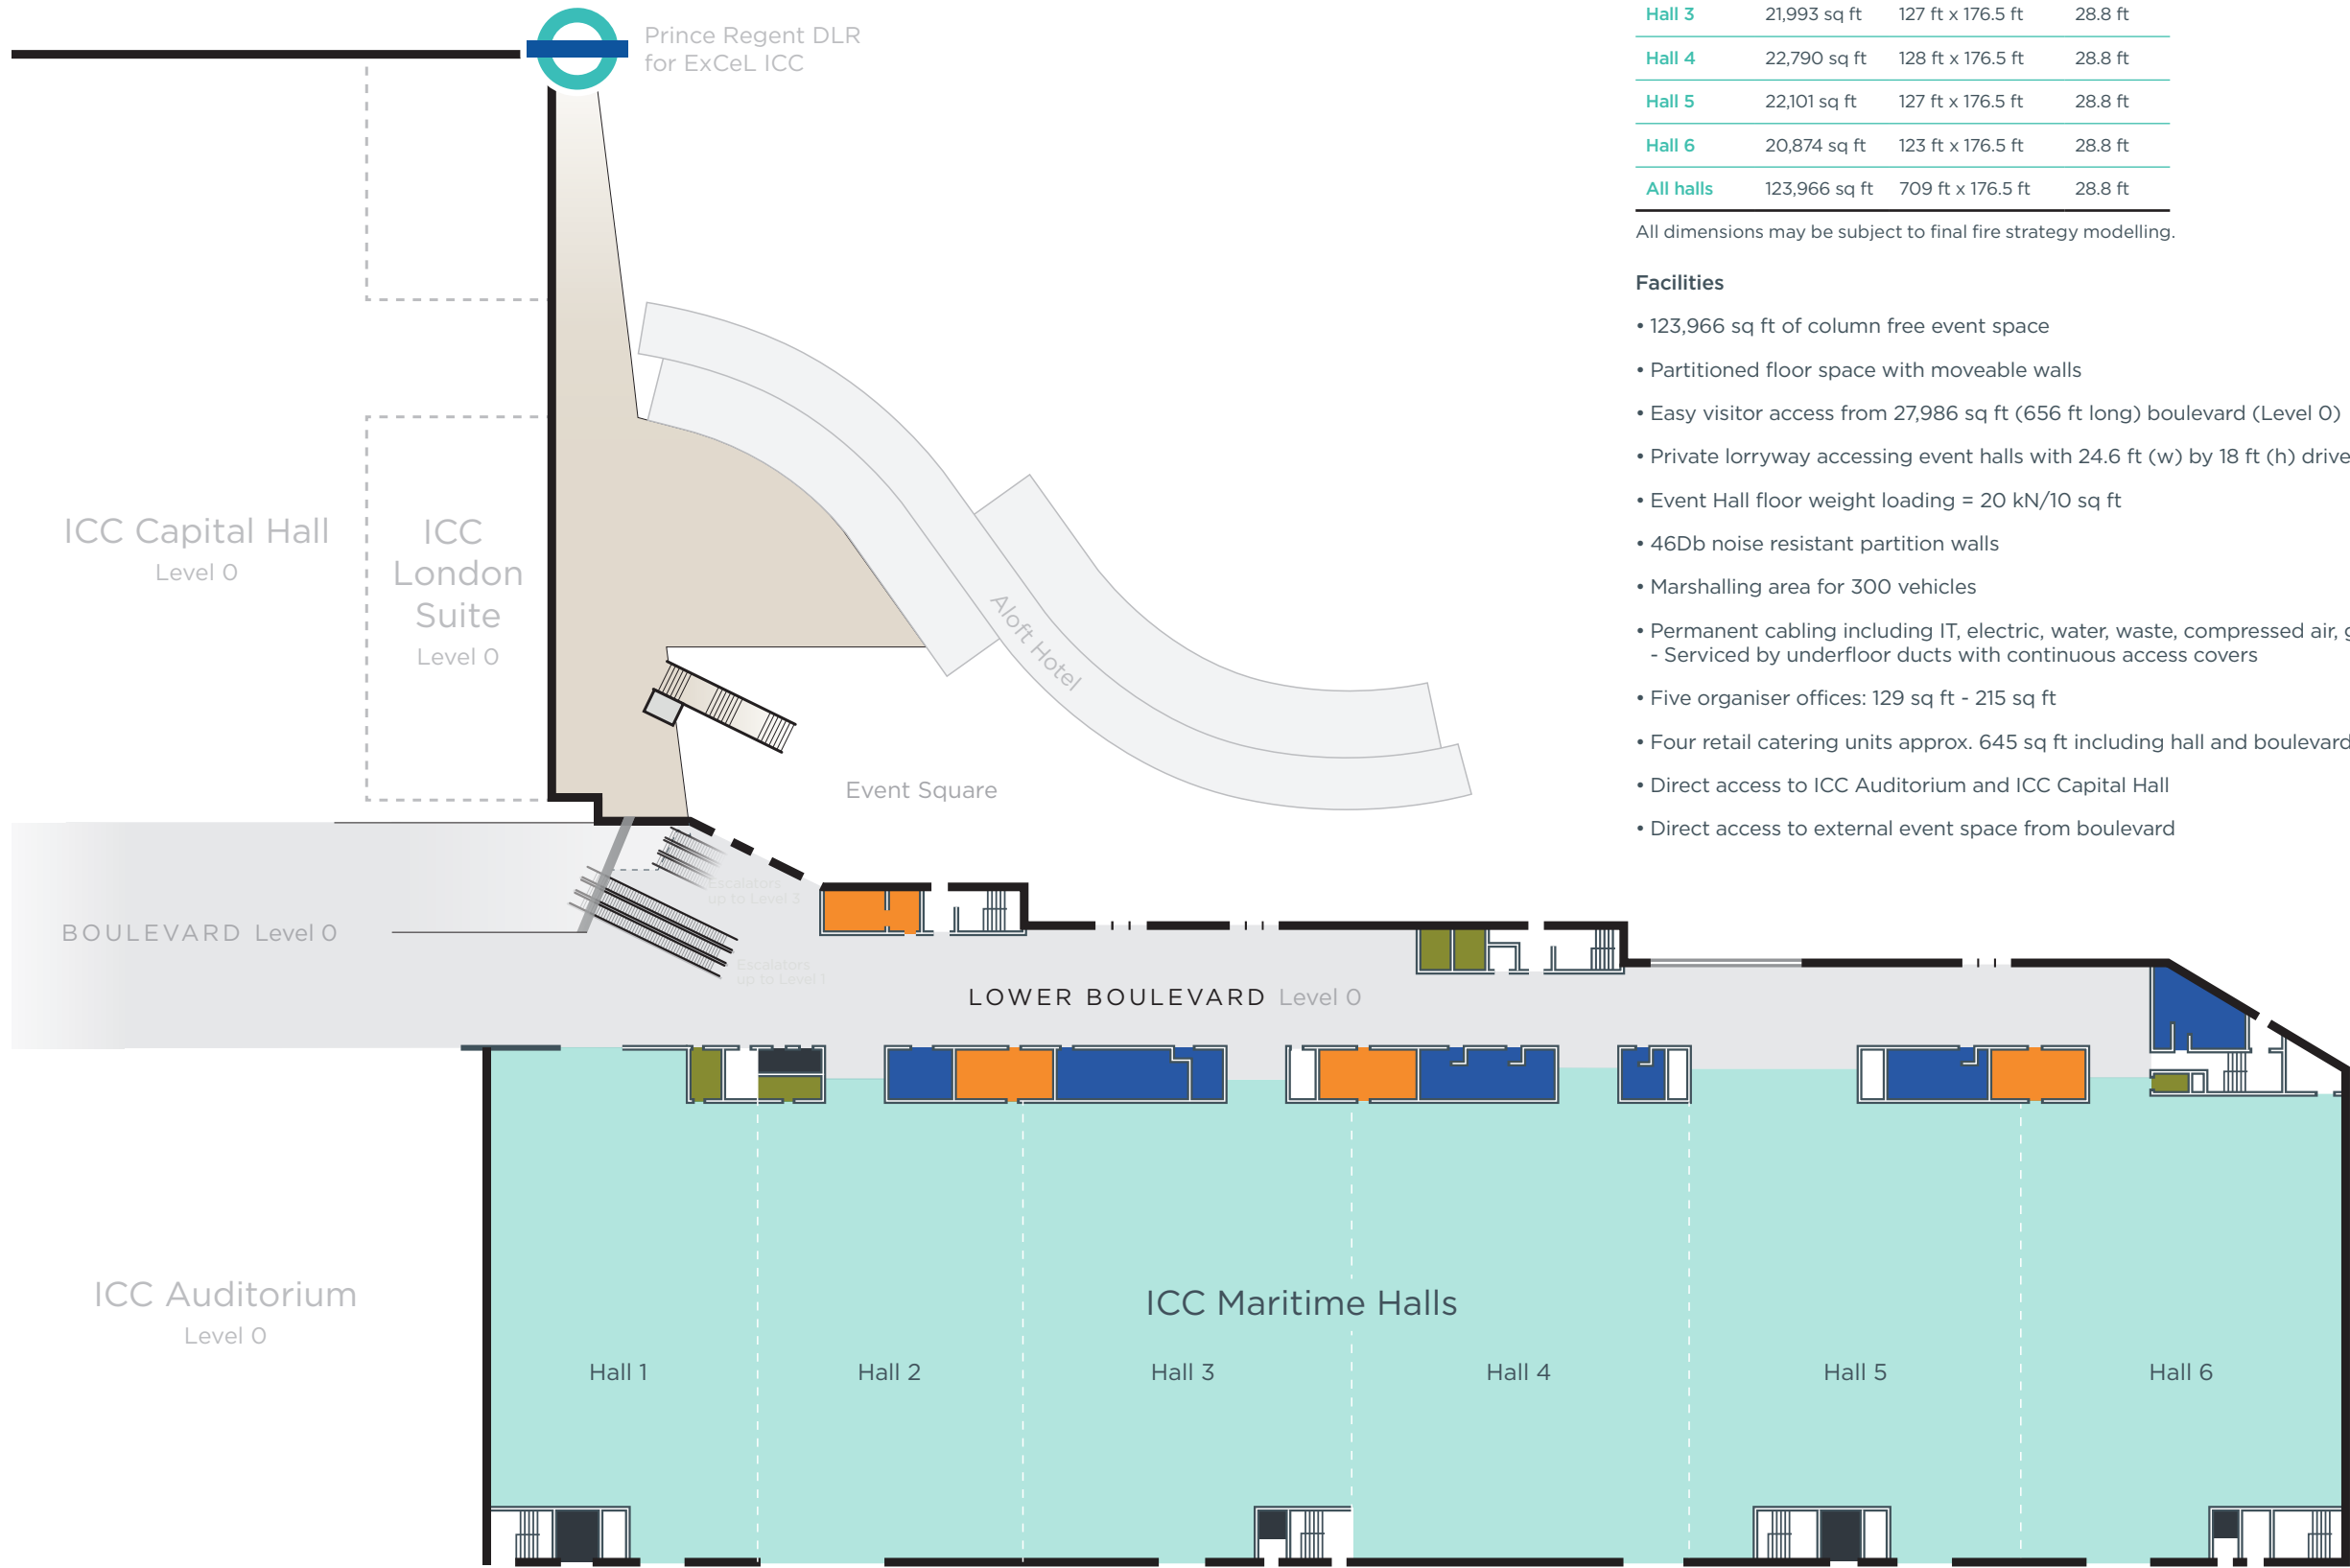 Prince Regent DLR
for ExCeL ICC
Hall 3 21,993 sq ft 127 ft x 176.5 ft 28.8 ft
Hall 4 22,790 sq ft 128 ft x 176.5 ft 28.8 ft
Hall 5 22,101 sq ft 127 ft x 176.5 ft 28.8 ft
Hall 6 20,874 sq ft 123 ft x 176.5 ft 28.8 ft
All halls 123,966 sq ft 709 ft x 176.5 ft 28.8 ft
All dimensions may be subject to final fire strategy modelling.
Facilities
• 123,966 sq ft of column free event space
• Partitioned floor space with moveable walls
• Easy visitor access from 27,986 sq ft (656 ft long) boulevard (Level 0)
• Private lorryway accessing event halls with 24.6 ft (w) by 18 ft (h) drive
• Event Hall floor weight loading = 20 kN/10 sq ft
• 46Db noise resistant partition walls
• Marshalling area for 300 vehicles
• Permanent cabling including IT, electric, water, waste, compressed air,
- Serviced by underfloor ducts with continuous access covers
• Five organiser offices: 129 sq ft - 215 sq ft
• Four retail catering units approx. 645 sq ft including hall and boulevard
• Direct access to ICC Auditorium and ICC Capital Hall
• Direct access to external event space from boulevard
ICC Capital Hall
Level 0
ICC
London
Suite
Level 0
Aloft Hotel
Event Square
Escalators
up to Level 3
BOULEVARD Level 0
Escalators
up to Level 1
LOWER BOULEVARD Level 0
ICC Auditorium
Level 0
ICC Maritime Halls
Hall 1
Hall 2
Hall 3
Hall 4
Hall 5
Hall 6